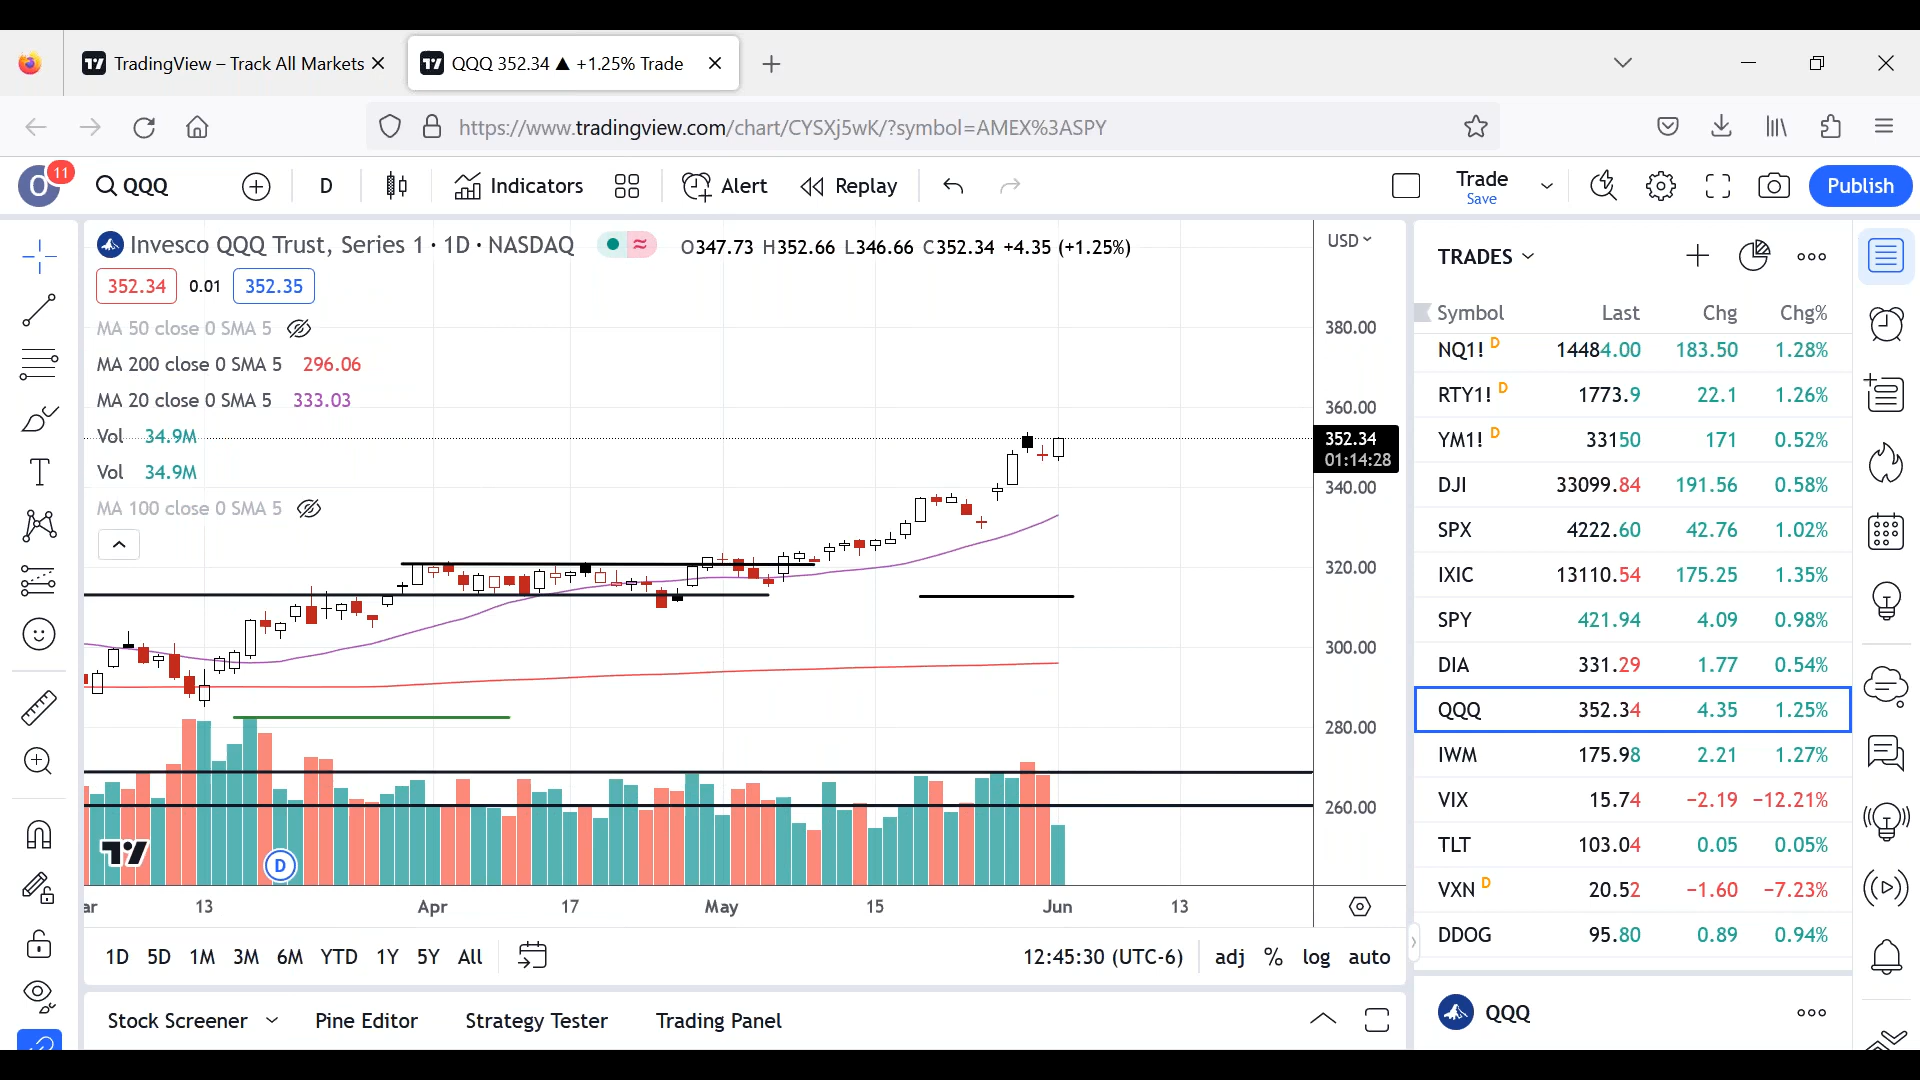 TradingView – Track All Markets
QQQ 352.34 ▲ +1.25% Trade
https://www.tradingview.com/chart/CYSXj5wK/?symbol=AMEX%3ASPY
O 11 QQQ D Indicators Alert Replay Trade Save Publish
Invesco QQQ Trust, Series 1 · 1D · NASDAQ O347.73 H352.66 L346.66 C352.34 +4.35 (+1.25%)
USD
352.34 0.01 352.35
MA 50 close 0 SMA 5
MA 200 close 0 SMA 5 296.06
MA 20 close 0 SMA 5 333.03
Vol 34.9M
Vol 34.9M
MA 100 close 0 SMA 5
380.00
360.00
352.34
01:14:28
340.00
320.00
300.00
280.00
260.00
D
ar 13 Apr 17 May 15 Jun 13
1D 5D 1M 3M 6M YTD 1Y 5Y All 12:45:30 (UTC-6) adj % log auto
Stock Screener Pine Editor Strategy Tester Trading Panel
TRADES
Symbol Last Chg Chg%
NQ1! D 14484.00 183.50 1.28%
RTY1! D 1773.9 22.1 1.26%
YM1! D 33150 171 0.52%
DJI 33099.84 191.56 0.58%
SPX 4222.60 42.76 1.02%
IXIC 13110.54 175.25 1.35%
SPY 421.94 4.09 0.98%
DIA 331.29 1.77 0.54%
QQQ 352.34 4.35 1.25%
IWM 175.98 2.21 1.27%
VIX 15.74 −2.19 −12.21%
TLT 103.04 0.05 0.05%
VXN D 20.52 −1.60 −7.23%
DDOG 95.80 0.89 0.94%
QQQ